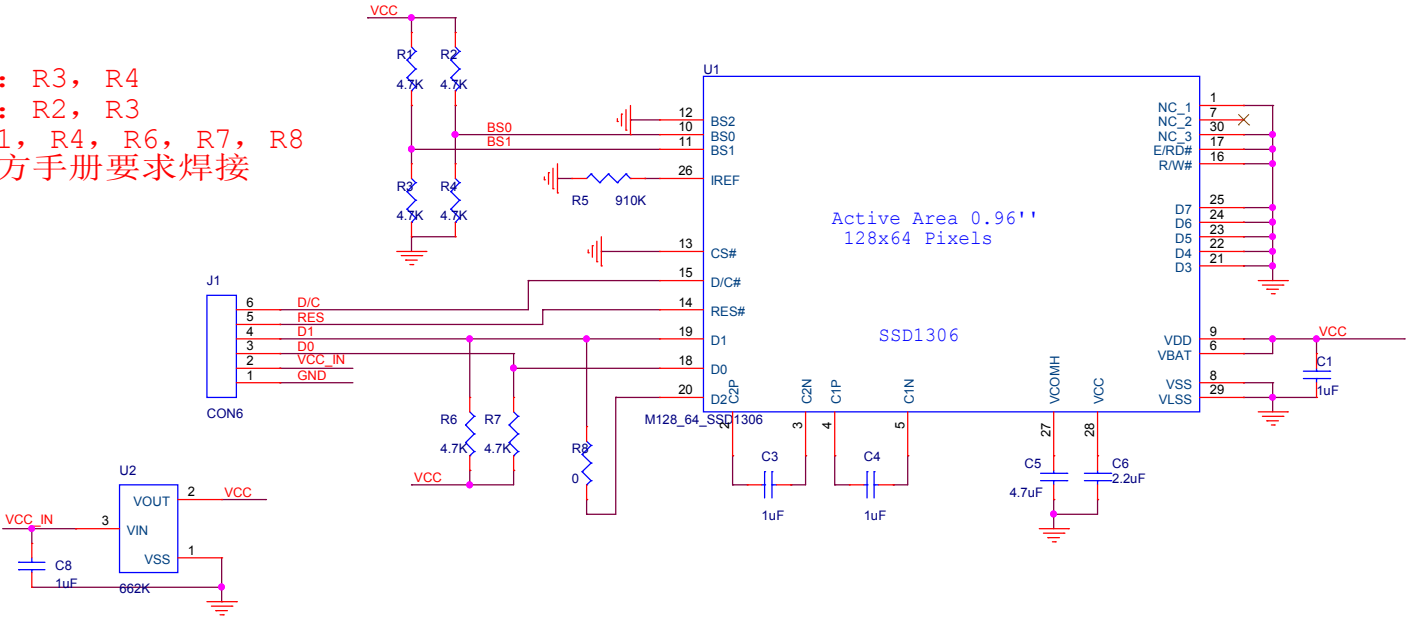 VCC
: R3, R4
: R2, R3
1, R4, R6, R7, R8
方手册要求焊接
R1
4.7K
R2
4.7K
BS0
BS1
R3
4.7K
R4
4.7K
R5 910K
U1
12 BS2
10 BS0
11 BS1
26 IREF
13 CS#
15 D/C#
14 RES#
19 D1
18 D0
20 D2
M128_64_SSD1306
Active Area 0.96''
128x64 Pixels
SSD1306
NC_1 1
NC_2 7
NC_3 30
E/RD# 17
R/W# 16
D7 25
D6 24
D5 23
D4 22
D3 21
VDD 9
VBAT 6
VSS 8
VLSS 29
VCC
C1
1uF
C2P
C2N
C1P
C1N
VCOMH
VCC
2
3
4
5
27
28
C3
1uF
C4
1uF
C5
4.7uF
C6
2.2uF
J1
6 D/C
5 RES
4 D1
3 D0
2 VCC_IN
1 GND
CON6
R6
4.7K
R7
4.7K
R8
0
VCC
U2
VOUT 2 VCC
VCC_IN 3 VIN
VSS 1
662K
C8
1uF